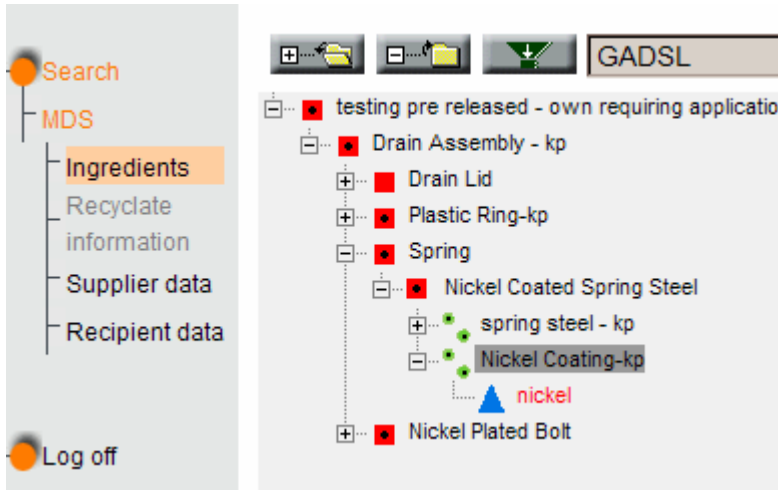 Search
MDS
Ingredients
Recyclate
information
Supplier data
Recipient data
Log off
GADSL
testing pre released - own requiring applicatio
Drain Assembly - kp
Drain Lid
Plastic Ring-kp
Spring
Nickel Coated Spring Steel
spring steel - kp
Nickel Coating-kp
nickel
Nickel Plated Bolt